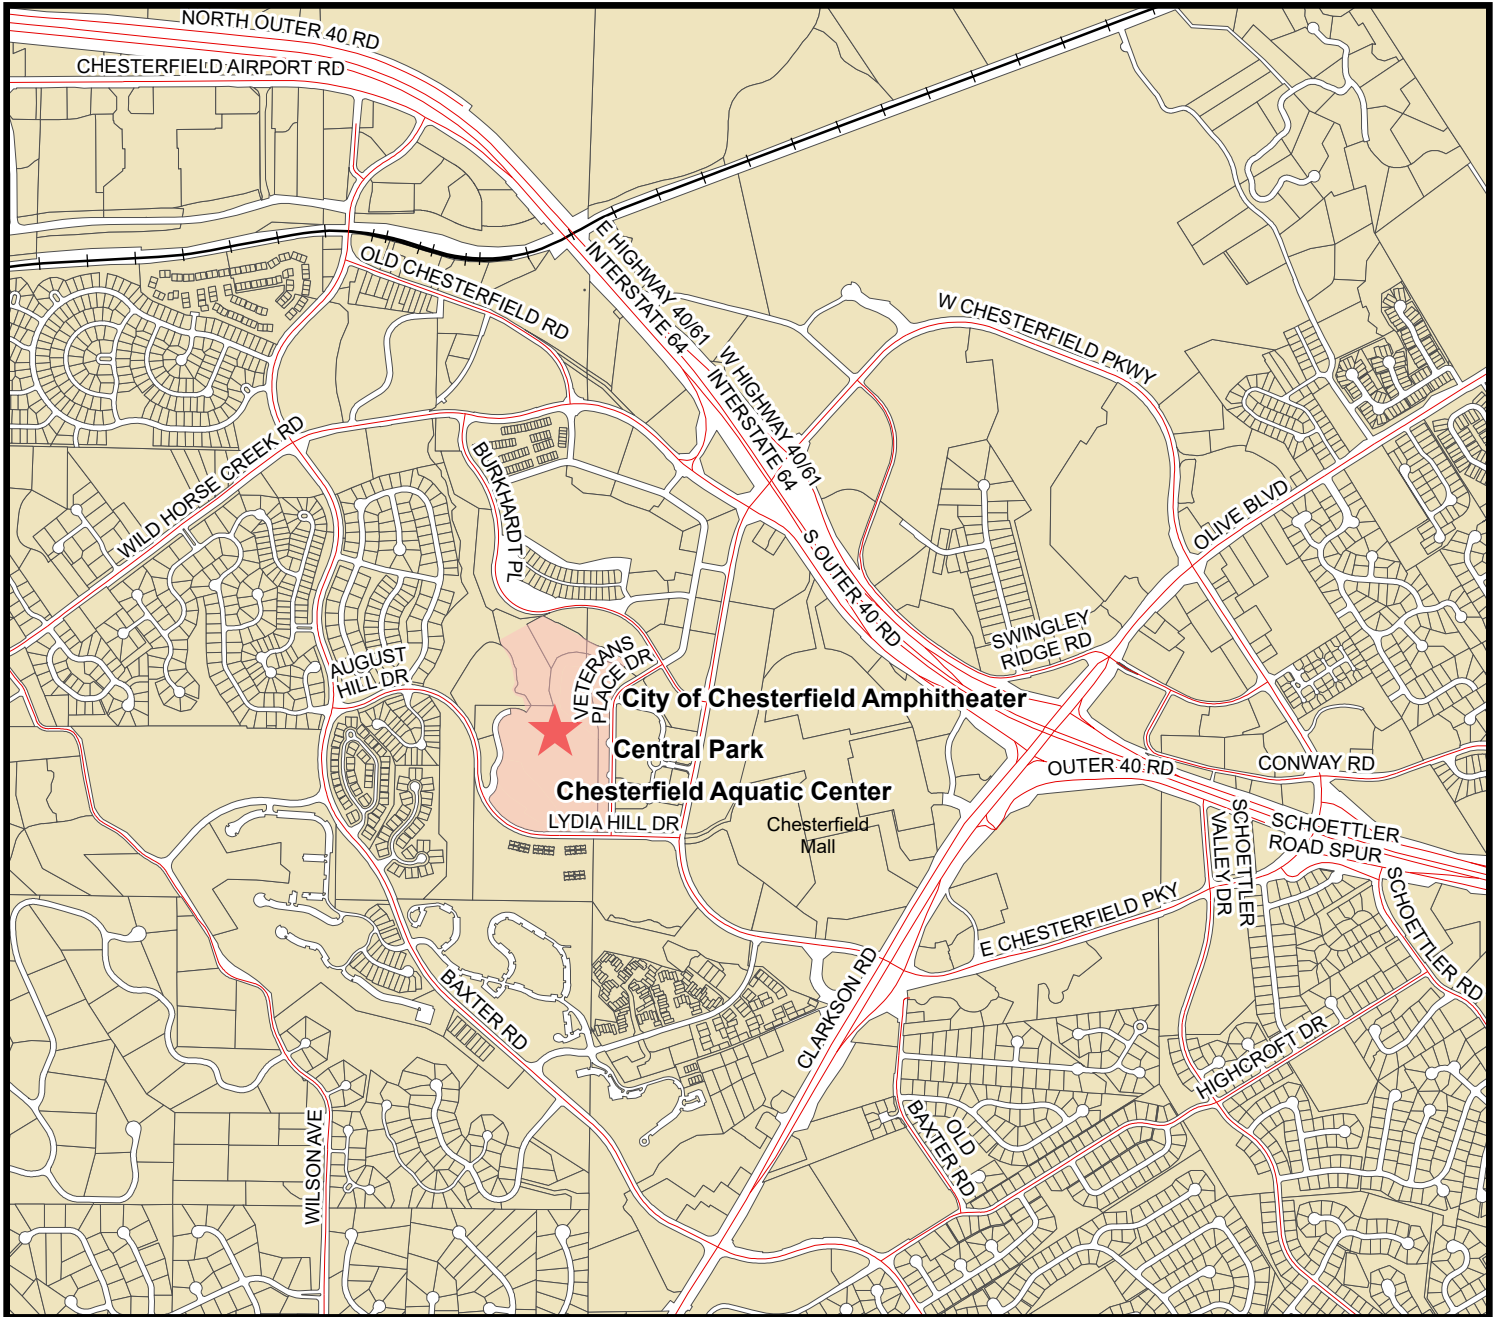 NORTH OUTER 40 RD
CHESTERFIELD AIRPORT RD
OLD CHESTERFIELD RD
E HIGHWAY 40/61
INTERSTATE 64
W HIGHWAY 40/61
INTERSTATE 64
W CHESTERFIELD PKWY
WILD HORSE CREEK RD
BURKHARDT PL
OLIVE BLVD
S OUTER 40 RD
SWINGLEY
RIDGE RD
AUGUST
HILL DR
VETERANS
PLACE DR
City of Chesterfield Amphitheater
Central Park
Chesterfield Aquatic Center
LYDIA HILL DR
Chesterfield
Mall
OUTER 40 RD
CONWAY RD
SCHOETTLER
VALLEY DR
SCHOETTLER
ROAD SPUR
SCHOETTLER RD
E CHESTERFIELD PKY
CLARKSON RD
BAXTER RD
HIGHCROFT DR
OLD
BAXTER RD
WILSON AVE